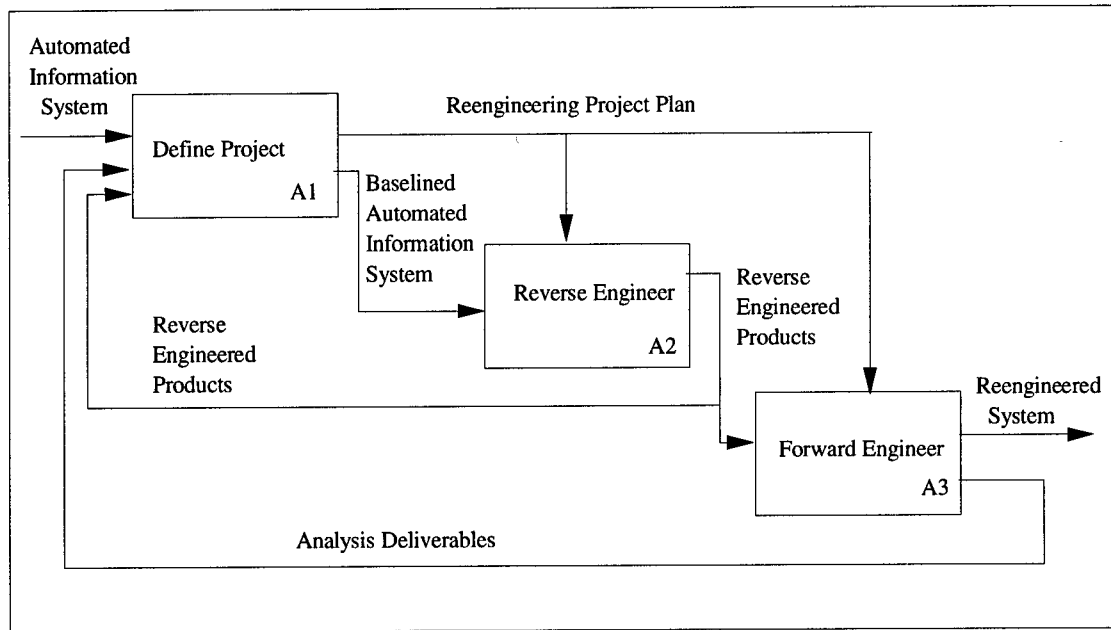 Automated
Information
System
Define Project
A1
Reengineering Project Plan
Baselined
Automated
Information
System
Reverse Engineer
A2
Reverse
Engineered
Products
Reverse
Engineered
Products
Forward Engineer
A3
Reengineered
System
Analysis Deliverables